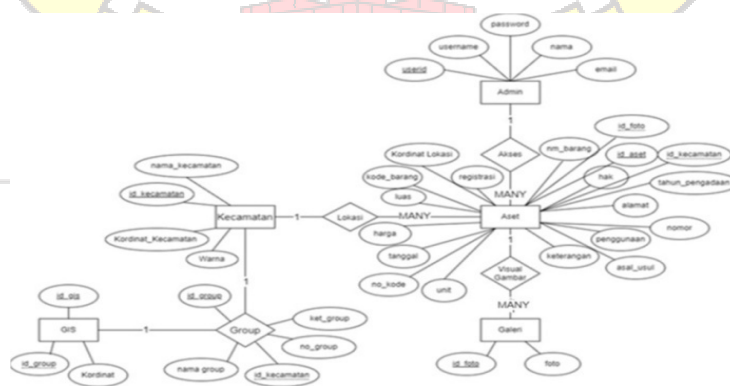 password
username
nama
userid
email
Admin
1
id_foto
Akses
nm_barang
Kordinat Lokasi
id_aset
id_kecamatan
nama_kecamatan
kode_barang
registrasi
hak
tahun_pengadaan
id_kecamatan
luas
MANY
alamat
Kecamatan
1
Lokasi
MANY
Aset
harga
nomor
Kordinat_Kecamatan
1
penggunaan
Warna
tanggal
keterangan
asal_usul
Visual
Gambar
no_kode
unit
1
id_gis
id_group
MANY
ket_group
GIS
1
Group
Galeri
no_group
id_group
Kordinat
nama group
id_kecamatan
id_foto
foto